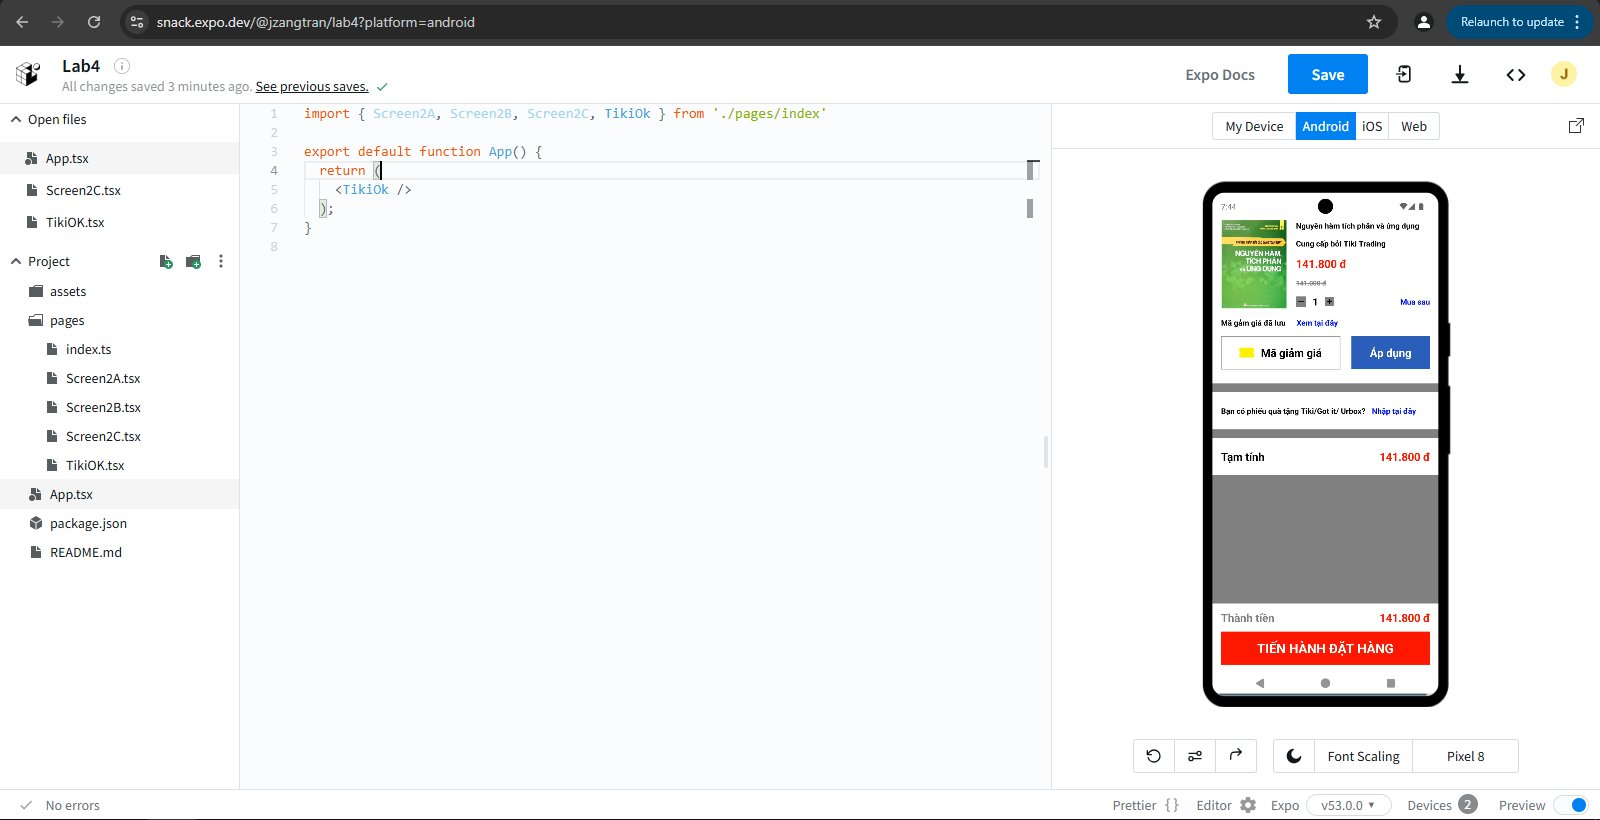 snack.expo.dev/@jzangtran/lab4?platform=android
Relaunch to update
Lab4
All changes saved 3 minutes ago. See previous saves.
Expo Docs
Save
J
Open files
App.tsx
Screen2C.tsx
TikiOK.tsx
Project
assets
pages
index.ts
Screen2A.tsx
Screen2B.tsx
Screen2C.tsx
TikiOK.tsx
App.tsx
package.json
README.md
1 import { Screen2A, Screen2B, Screen2C, TikiOk } from './pages/index'
2
3 export default function App() {
4 return (
5 <TikiOk />
6 );
7 }
8
My Device Android iOS Web
7:44
NGUYÊN HÀM,
TÍCH PHÂN
VÀ ỨNG DỤNG
Nguyên hàm tích phân và ứng dụng
Cung cấp bởi Tiki Trading
141.800 đ
141.000 đ
1
Mua sau
Mã gảm giá đã lưu Xem tại đây
Mã giảm giá
Áp dụng
Bạn có phiếu quà tặng Tiki/Got it/ Urbox? Nhập tại đây
Tạm tính 141.800 đ
Thành tiền 141.800 đ
TIẾN HÀNH ĐẶT HÀNG
Font Scaling
Pixel 8
No errors
Prettier {}
Editor
Expo v53.0.0
Devices 2
Preview